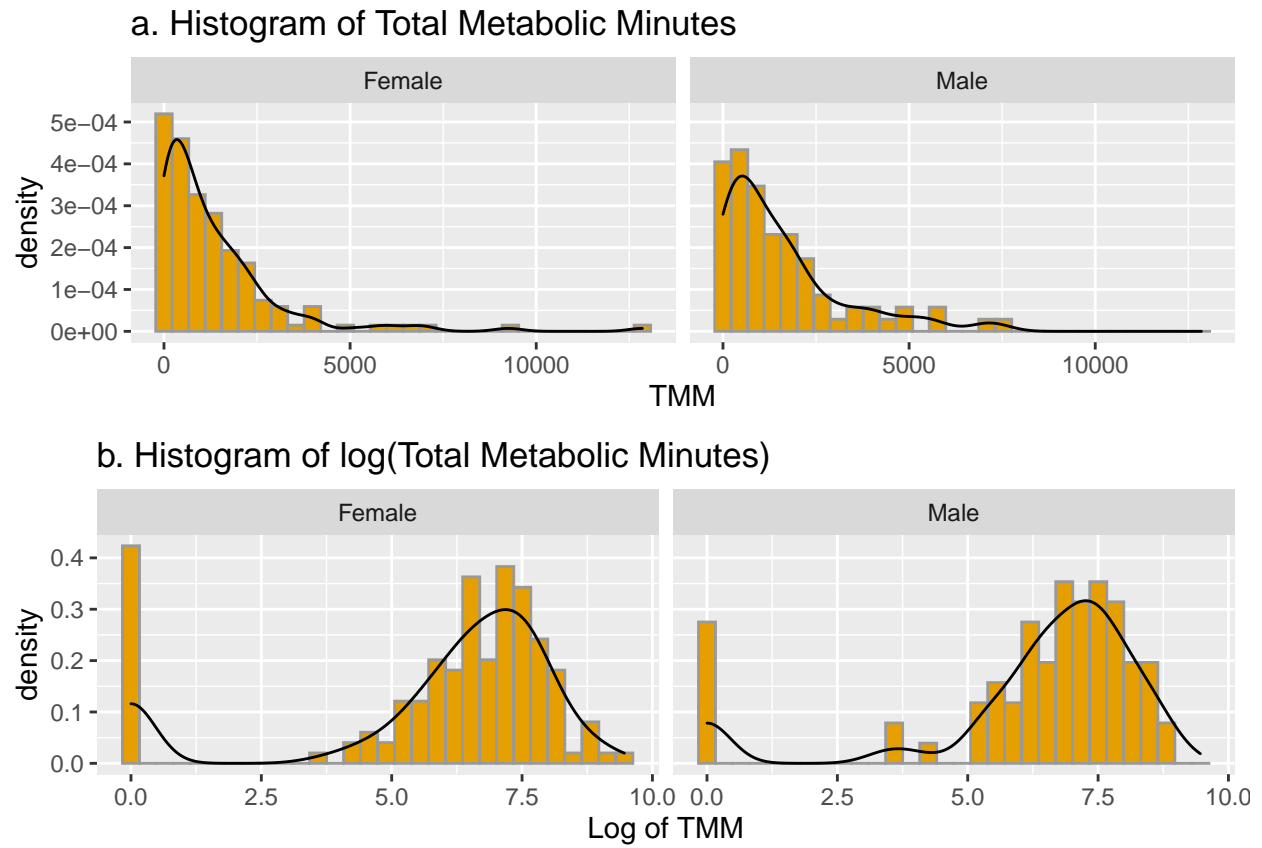 a. Histogram of Total Metabolic Minutes
Female
Male
density
5e−04
4e−04
3e−04
2e−04
1e−04
0e+00
0 5000 10000 0 5000 10000
TMM
b. Histogram of log(Total Metabolic Minutes)
Female
Male
density
0.4
0.3
0.2
0.1
0.0
0.0 2.5 5.0 7.5 10.0 0.0 2.5 5.0 7.5 10.0
Log of TMM